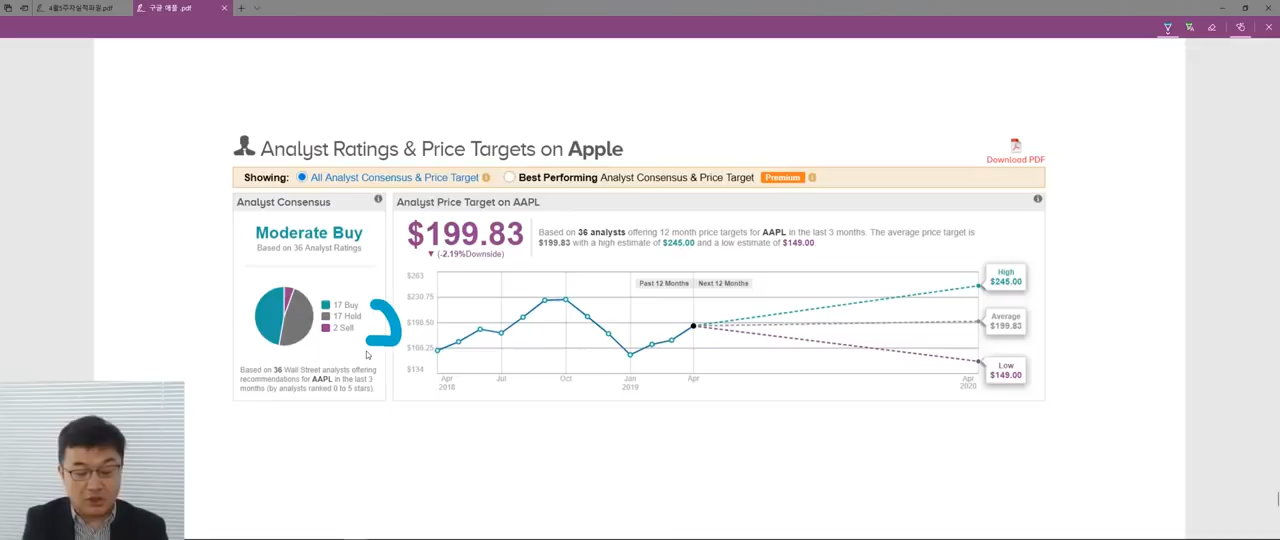 4월5주차실적파일.pdf
구글 애플 .pdf
Analyst Ratings & Price Targets on Apple
Download PDF
Showing: All Analyst Consensus & Price Target Best Performing Analyst Consensus & Price Target Premium
Analyst Consensus
Moderate Buy
Based on 36 Analyst Ratings
17 Buy
17 Hold
2 Sell
Based on 36 Wall Street analysts offering
recommendations for AAPL in the last 3
months (by analysts ranked 0 to 5 stars).
Analyst Price Target on AAPL
$199.83
▼ (-2.19%Downside)
Based on 36 analysts offering 12 month price targets for AAPL in the last 3 months. The average price target is
$199.83 with a high estimate of $245.00 and a low estimate of $149.00
Past 12 Months Next 12 Months
$263
$230.75
$198.50
$166.25
$134
High
$245.00
Average
$199.83
Low
$149.00
Apr Jul Oct Jan Apr Apr
2018 2019 2020